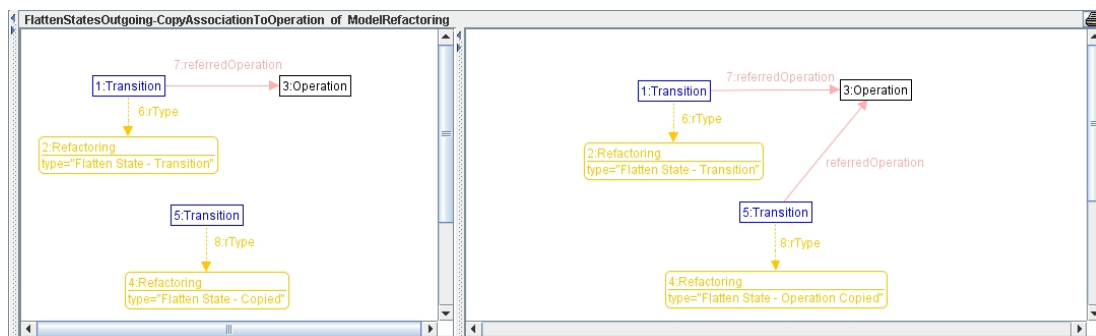 FlattenStatesOutgoing-CopyAssociationToOperation of ModelRefactoring
7:referredOperation
1:Transition
3:Operation
6:rType
2:Refactoring
type="Flatten State - Transition"
5:Transition
8:rType
4:Refactoring
type="Flatten State - Copied"
7:referredOperation
1:Transition
3:Operation
6:rType
2:Refactoring
type="Flatten State - Transition"
referredOperation
5:Transition
8:rType
4:Refactoring
type="Flatten State - Operation Copied"